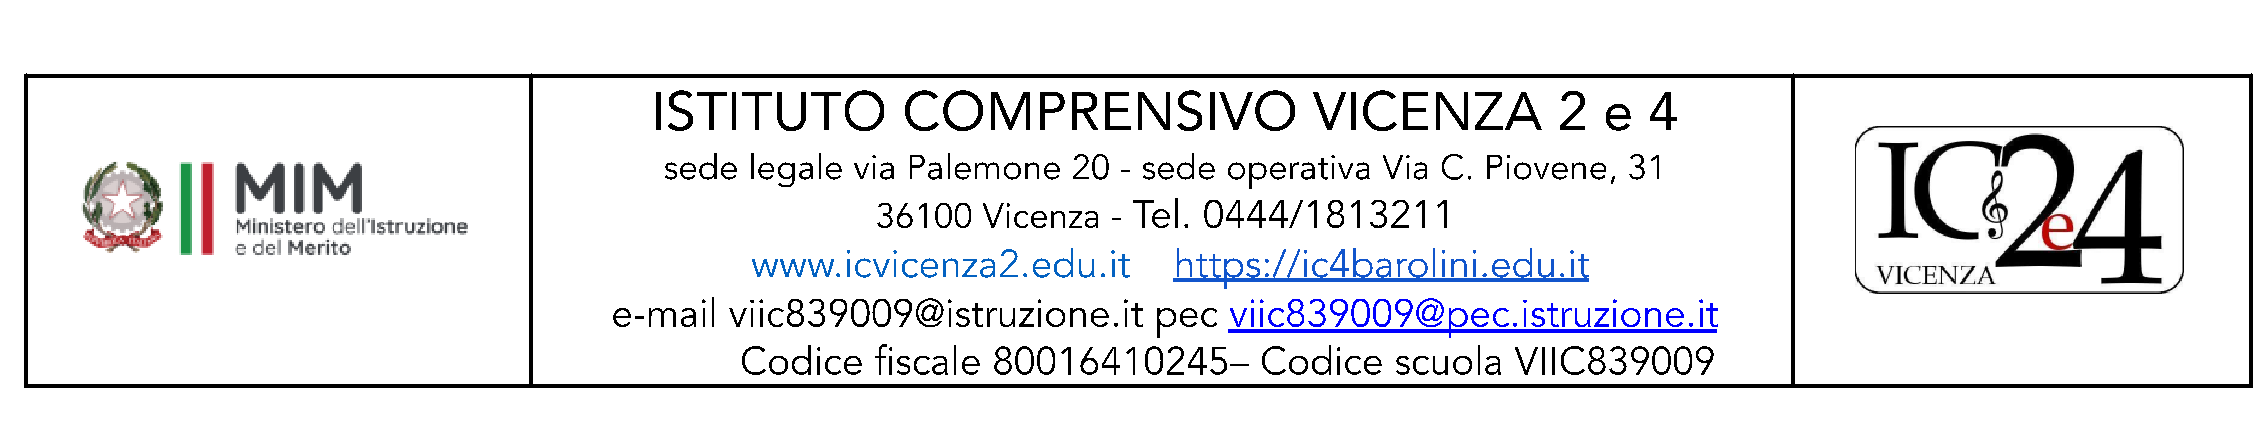 MIM
Ministero dell'Istruzione
e del Merito
ISTITUTO COMPRENSIVO VICENZA 2 e 4
sede legale via Palemone 20 - sede operativa Via C. Piovene, 31
36100 Vicenza - Tel. 0444/1813211
www.icvicenza2.edu.it https://ic4barolini.edu.it
e-mail viic839009@istruzione.it pec viic839009@pec.istruzione.it
Codice fiscale 80016410245– Codice scuola VIIC839009
IC 2 e 4
VICENZA